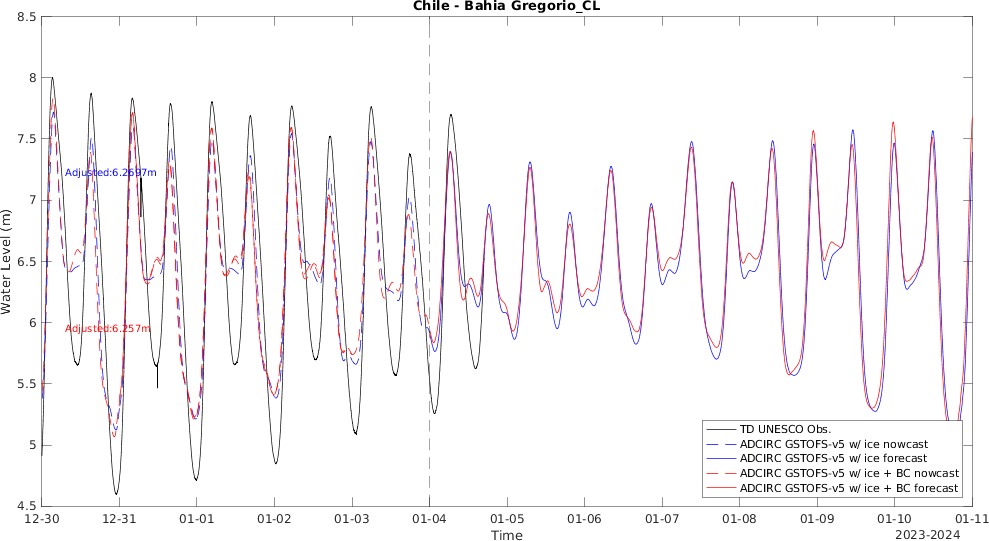 Chile - Bahia Gregorio_CL
8.5
8
7.5
7
6.5
6
5.5
5
4.5
Water Level (m)
Adjusted:6.2697m
Adjusted:6.257m
TD UNESCO Obs.
ADCIRC GSTOFS-v5 w/ ice nowcast
ADCIRC GSTOFS-v5 w/ ice forecast
ADCIRC GSTOFS-v5 w/ ice + BC nowcast
ADCIRC GSTOFS-v5 w/ ice + BC forecast
12-30 12-31 01-01 01-02 01-03 01-04 01-05 01-06 01-07 01-08 01-09 01-10 01-11
Time
2023-2024